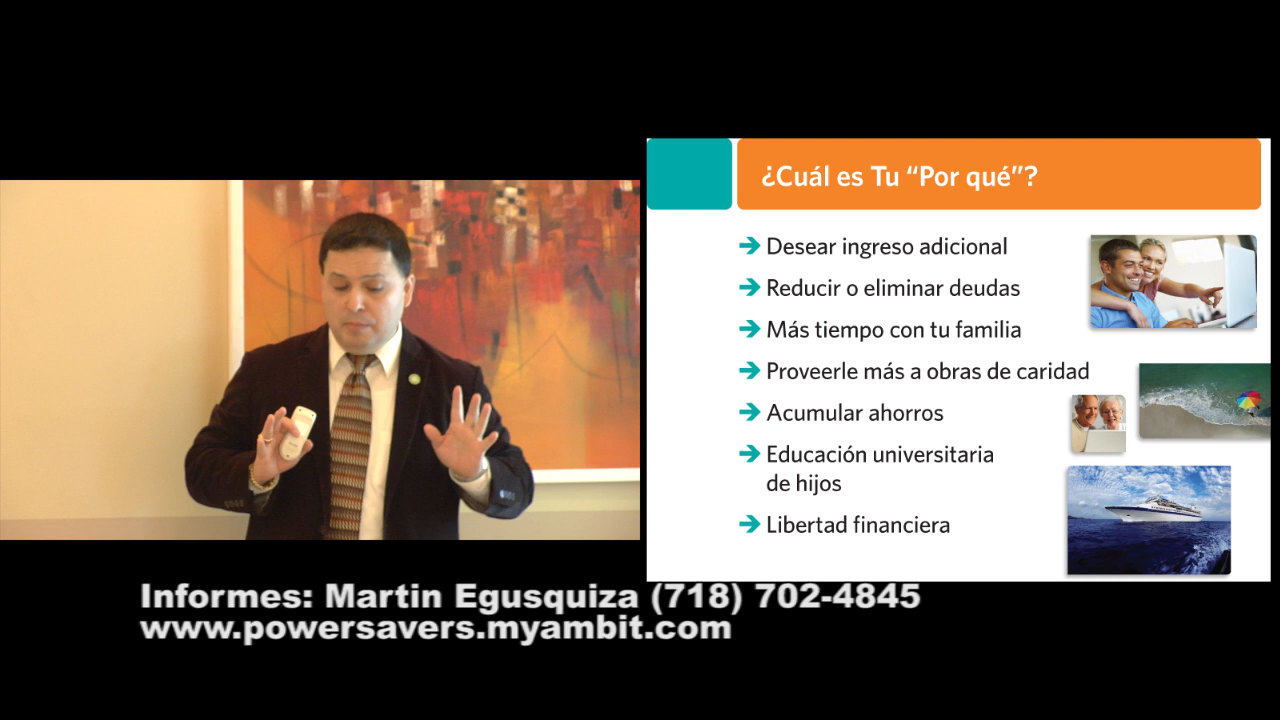 ¿Cuál es Tu “Por qué”?
Desear ingreso adicional
Reducir o eliminar deudas
Más tiempo con tu familia
Proveerle más a obras de caridad
Acumular ahorros
Educación universitaria
de hijos
Libertad financiera
Informes: Martin Egusquiza (718) 702-4845
www.powersavers.myambit.com